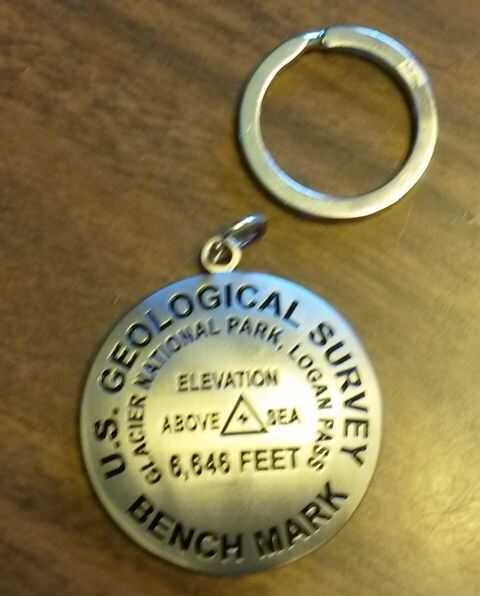 U.S. GEOLOGICAL SURVEY
GLACIER NATIONAL PARK, LOGAN PASS
ELEVATION
ABOVE SEA
6,646 FEET
BENCH MARK